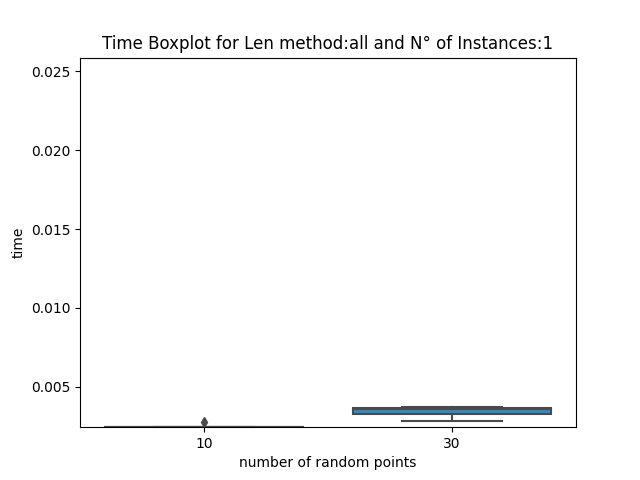 Time Boxplot for Len method:all and N° of Instances:1
0.025
0.020
0.015
0.010
0.005
time
10
30
number of random points